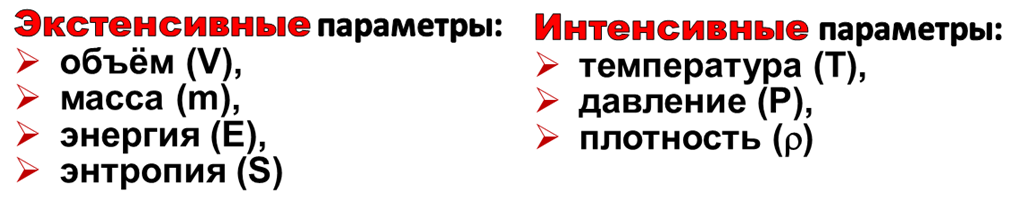 Экстенсивные параметры:
объём (V),
масса (m),
энергия (E),
энтропия (S)
Интенсивные параметры:
температура (T),
давление (P),
плотность (ρ)